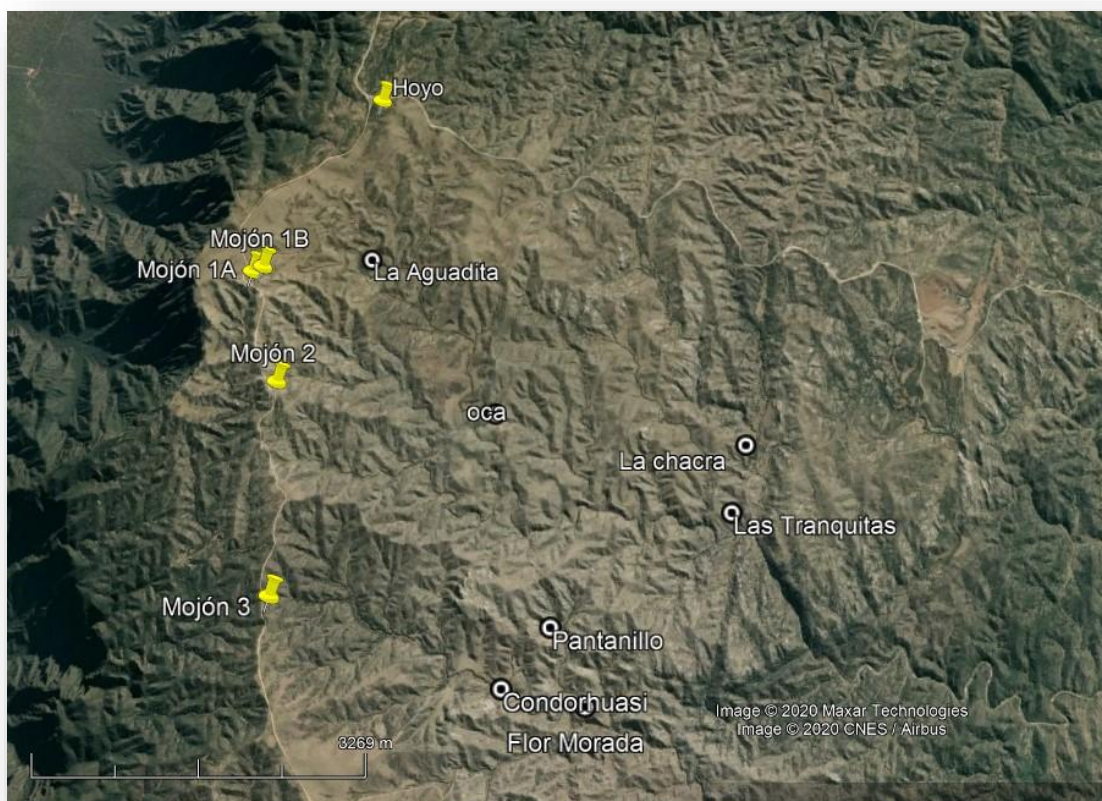 Hoyo
Mojón 1B
Mojón 1A
La Aguadita
Mojón 2
oca
La chacra
Las Tranquitas
Mojón 3
Pantanillo
Condorhuasi
Image © 2020 Maxar Technologies
Image © 2020 CNES / Airbus
Flor Morada
3269 m